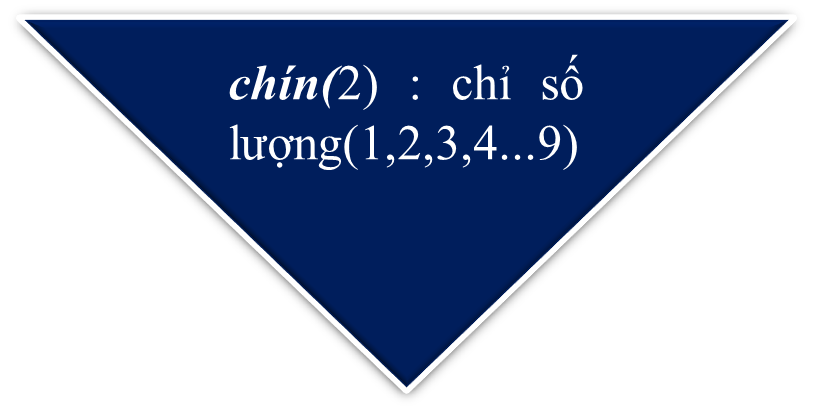 chín(2) : chỉ số
lượng(1,2,3,4...9)